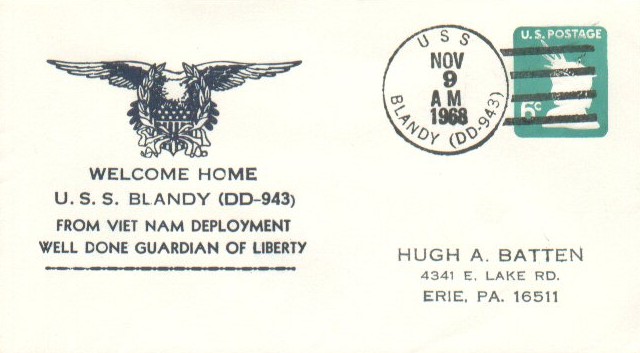 WELCOME HOME
U.S.S. BLANDY (DD-943)
FROM VIET NAM DEPLOYMENT
WELL DONE GUARDIAN OF LIBERTY
USS
NOV
9
AM
1968
BLANDY (DD-943)
U.S. POSTAGE
6c
HUGH A. BATTEN
4341 E. LAKE RD.
ERIE, PA. 16511